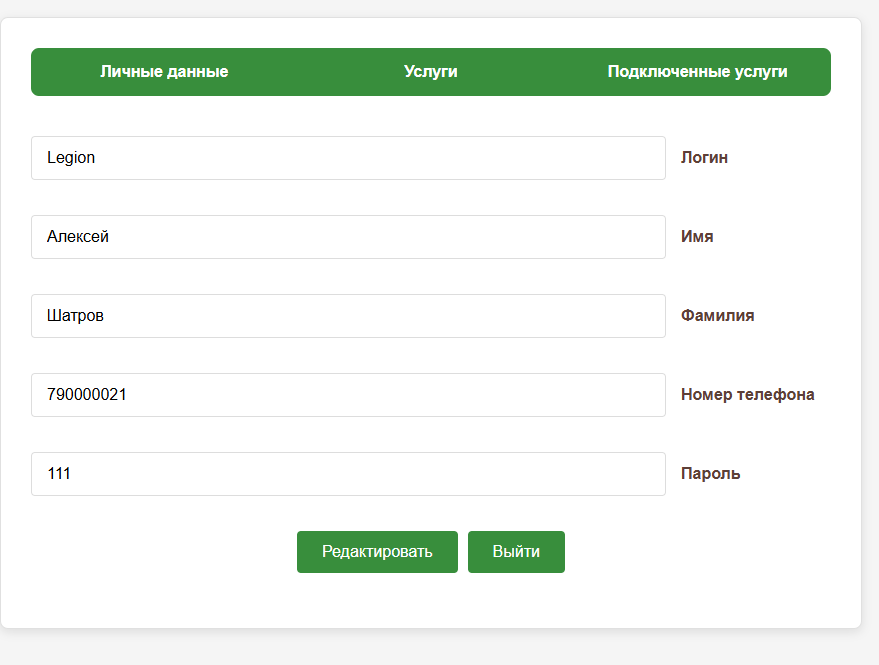 Личные данные Услуги Подключенные услуги
Legion Логин
Алексей Имя
Шатров Фамилия
790000021 Номер телефона
111 Пароль
Редактировать Выйти